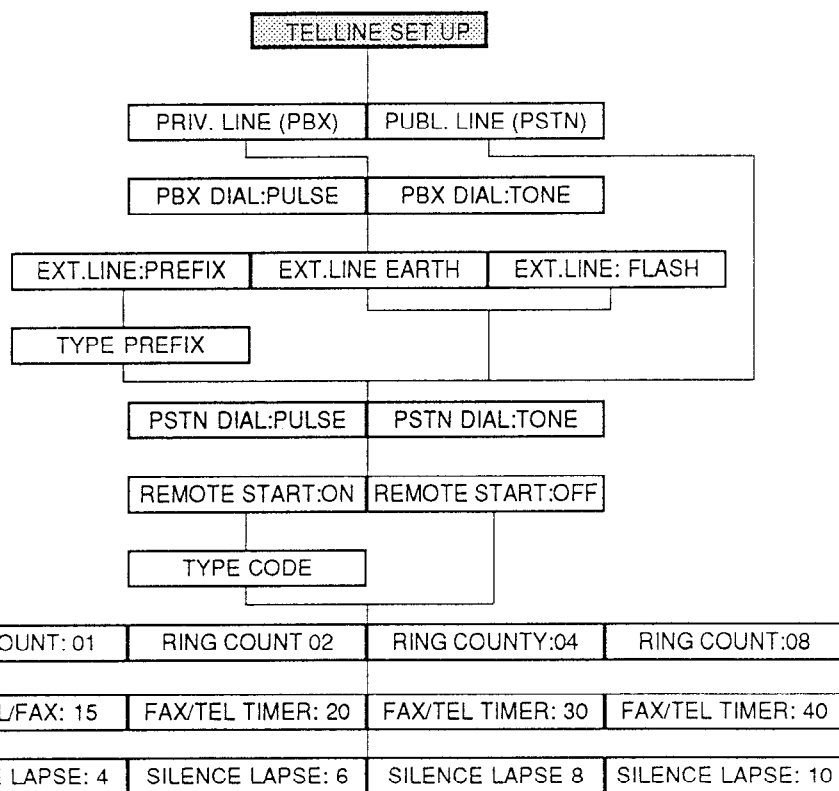 TEL.LINE SET UP
PRIV. LINE (PBX) PUBL. LINE (PSTN)
PBX DIAL:PULSE PBX DIAL:TONE
EXT.LINE:PREFIX EXT.LINE EARTH EXT.LINE: FLASH
TYPE PREFIX
PSTN DIAL:PULSE PSTN DIAL:TONE
REMOTE START:ON REMOTE START:OFF
TYPE CODE
OUNT: 01 RING COUNT 02 RING COUNTY:04 RING COUNT:08
L/FAX: 15 FAX/TEL TIMER: 20 FAX/TEL TIMER: 30 FAX/TEL TIMER: 40
LAPSE: 4 SILENCE LAPSE: 6 SILENCE LAPSE 8 SILENCE LAPSE: 10